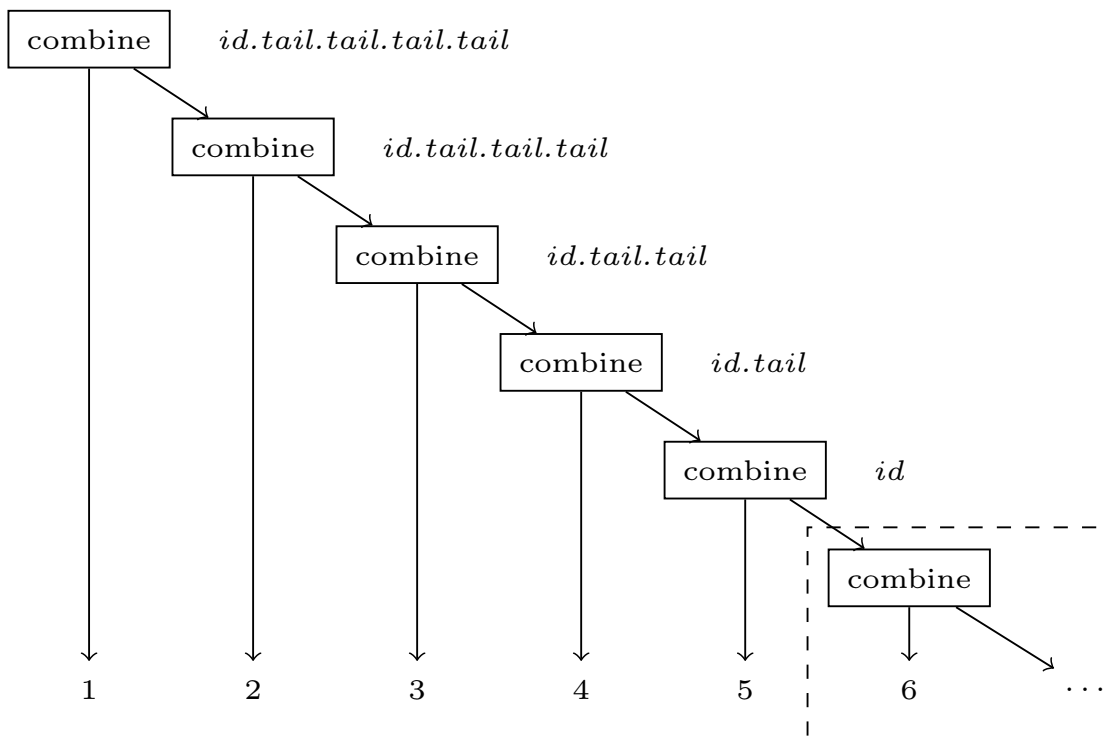 combine id.tail.tail.tail.tail
combine id.tail.tail.tail
combine id.tail.tail
combine id.tail
combine id
combine
1 2 3 4 5 6 ...